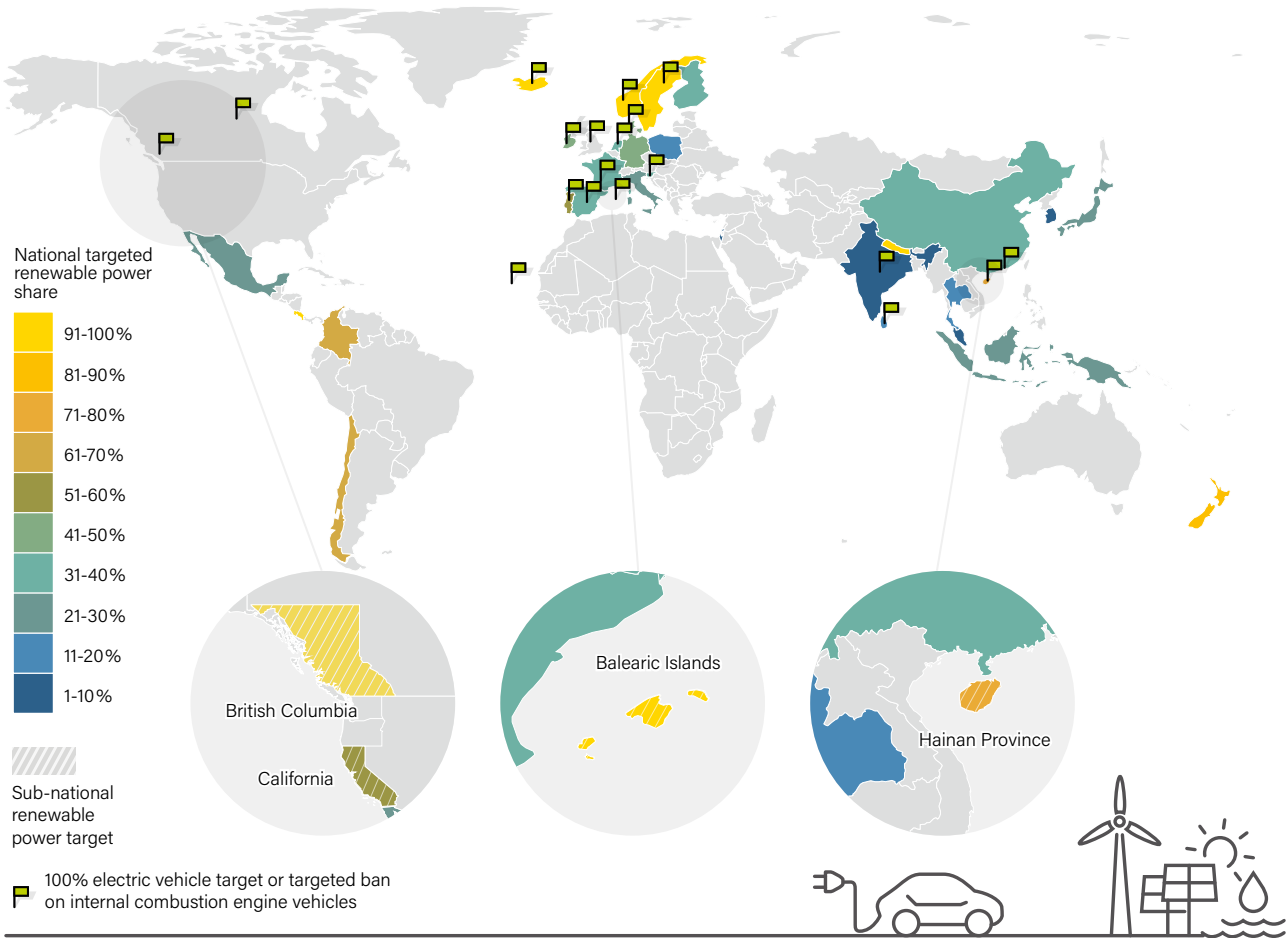 National targeted
renewable power
share
91-100%
81-90%
71-80%
61-70%
51-60%
41-50%
31-40%
21-30%
11-20%
1-10%
Sub-national
renewable
power target
100% electric vehicle target or targeted ban
on internal combustion engine vehicles
British Columbia
California
Balearic Islands
Hainan Province